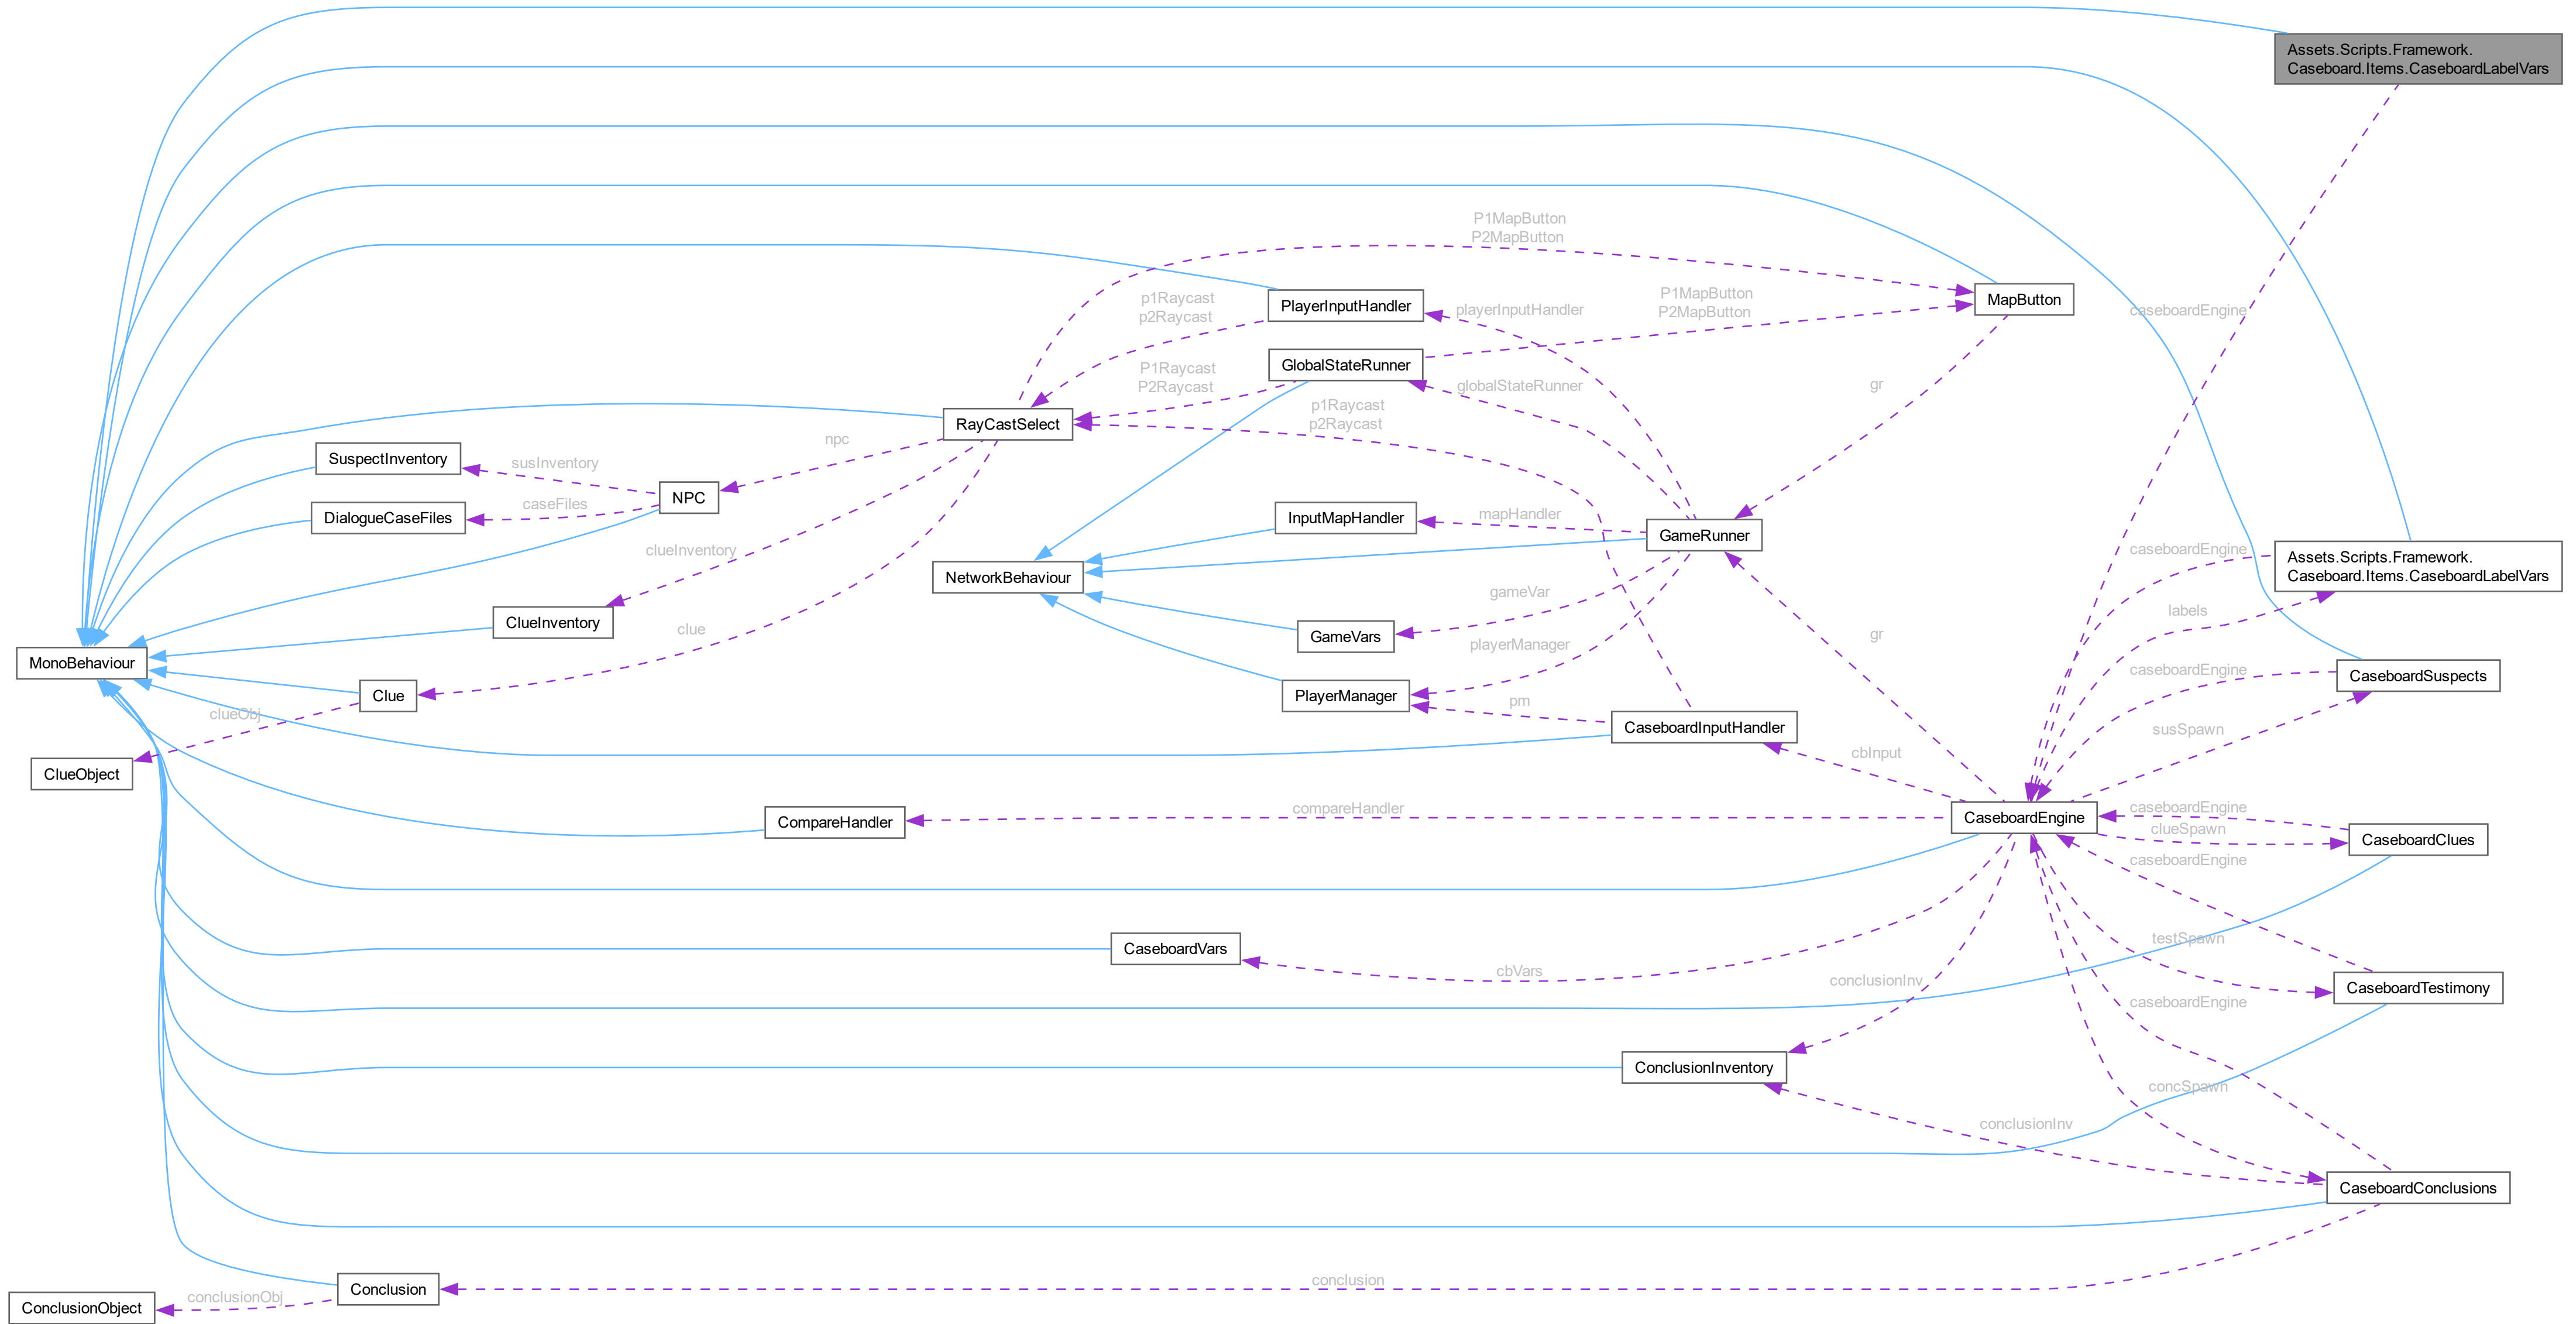 Assets.Scripts.Framework.
Caseboard.Items.CaseboardLabelVars
P1MapButton
P2MapButton
caseboardEngine
p1Raycast
p2Raycast
PlayerInputHandler
playerInputHandler
P1MapButton
P2MapButton
MapButton
GlobalStateRunner
P1Raycast
P2Raycast
globalStateRunner
gr
p1Raycast
p2Raycast
RayCastSelect
npc
SuspectInventory
susInventory
NPC
caseFiles
DialogueCaseFiles
InputMapHandler
mapHandler
GameRunner
clueInventory
caseboardEngine
Assets.Scripts.Framework.
Caseboard.Items.CaseboardLabelVars
NetworkBehaviour
gameVar
labels
ClueInventory
clue
GameVars
playerManager
gr
MonoBehaviour
caseboardEngine
CaseboardSuspects
Clue
PlayerManager
pm
clueObj
CaseboardInputHandler
susSpawn
cbInput
ClueObject
compareHandler
caseboardEngine
CompareHandler
CaseboardEngine
clueSpawn
CaseboardClues
caseboardEngine
testSpawn
CaseboardVars
cbVars
conclusionInv
CaseboardTestimony
caseboardEngine
ConclusionInventory
concSpawn
conclusionInv
CaseboardConclusions
conclusion
Conclusion
conclusionObj
ConclusionObject